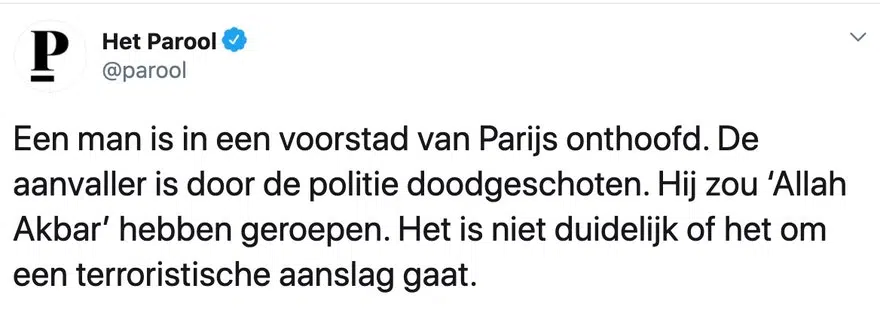 Het Parool
@parool
Een man is in een voorstad van Parijs onthoofd. De
aanvaller is door de politie doodgeschoten. Hij zou ‘Allah
Akbar’ hebben geroepen. Het is niet duidelijk of het om
een terroristische aanslag gaat.